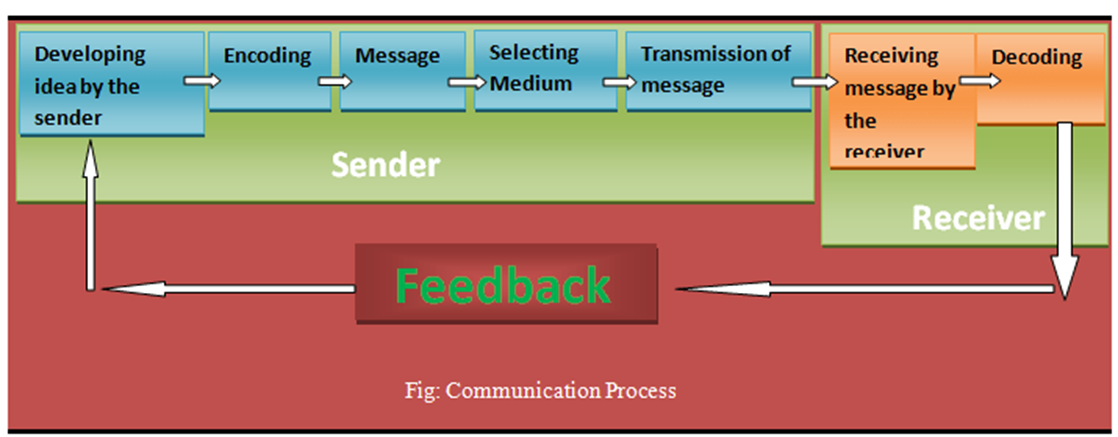 Developing
idea by the
sender
Encoding
Message
Selecting
Medium
Transmission of
message
Receiving
message by
the
receiver
Decoding
Sender
Receiver
Feedback
Fig: Communication Process